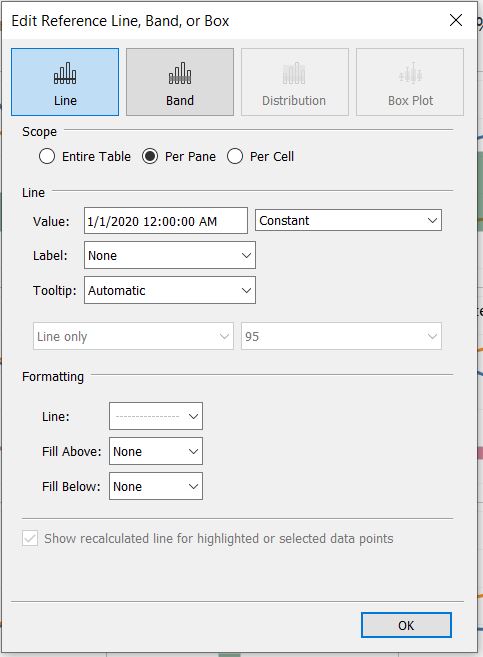 Edit Reference Line, Band, or Box
Line Band Distribution Box Plot
Scope
Entire Table Per Pane Per Cell
Line
Value: 1/1/2020 12:00:00 AM Constant
Label: None
Tooltip: Automatic
Line only 95
Formatting
Line:
Fill Above: None
Fill Below: None
Show recalculated line for highlighted or selected data points
OK